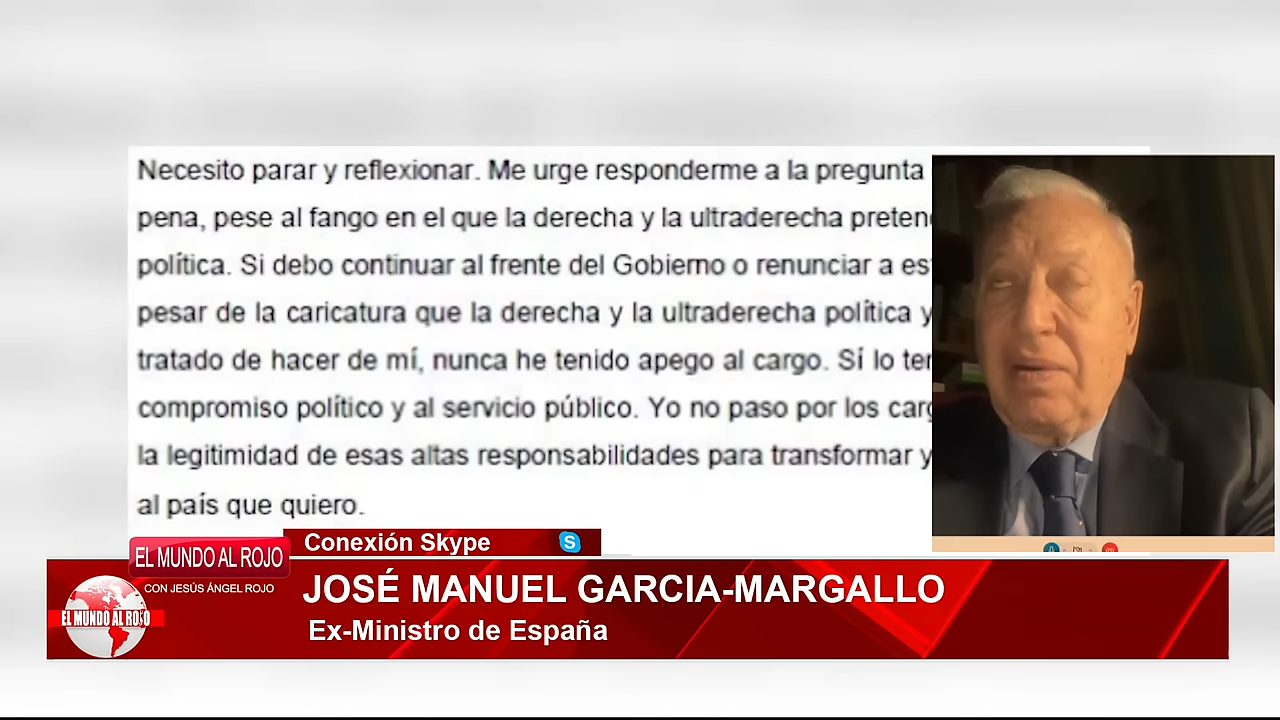 Necesito parar y reflexionar. Me urge responderme a la pregunta
pena, pese al fango en el que la derecha y la ultraderecha
política. Si debo continuar al frente del Gobierno o renunciar a
pesar de la caricatura que la derecha y la ultraderecha política y
tratado de hacer de mí, nunca he tenido apego al cargo. Sí lo
compromiso político y al servicio público. Yo no paso por los
la legitimidad de esas altas responsabilidades para transformar y
al país que quiero.
Conexión Skype
EL MUNDO AL ROJO
CON JESÚS ÁNGEL ROJO
EL MUNDO AL ROJO
JOSÉ MANUEL GARCIA-MARGALLO
Ex-Ministro de España